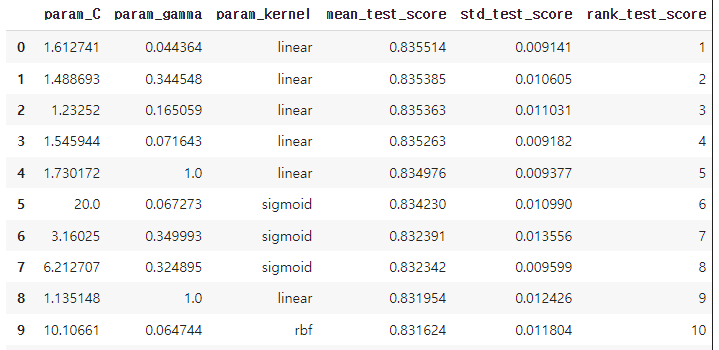 param_C param_gamma param_kernel mean_test_score std_test_score rank_test_score
0 1.612741 0.044364 linear 0.835514 0.009141 1
1 1.488693 0.344548 linear 0.835385 0.010605 2
2 1.23252 0.165059 linear 0.835363 0.011031 3
3 1.545944 0.071643 linear 0.835263 0.009182 4
4 1.730172 1.0 linear 0.834976 0.009377 5
5 20.0 0.067273 sigmoid 0.834230 0.010990 6
6 3.16025 0.349993 sigmoid 0.832391 0.013556 7
7 6.212707 0.324895 sigmoid 0.832342 0.009599 8
8 1.135148 1.0 linear 0.831954 0.012426 9
9 10.10661 0.064744 rbf 0.831624 0.011804 10